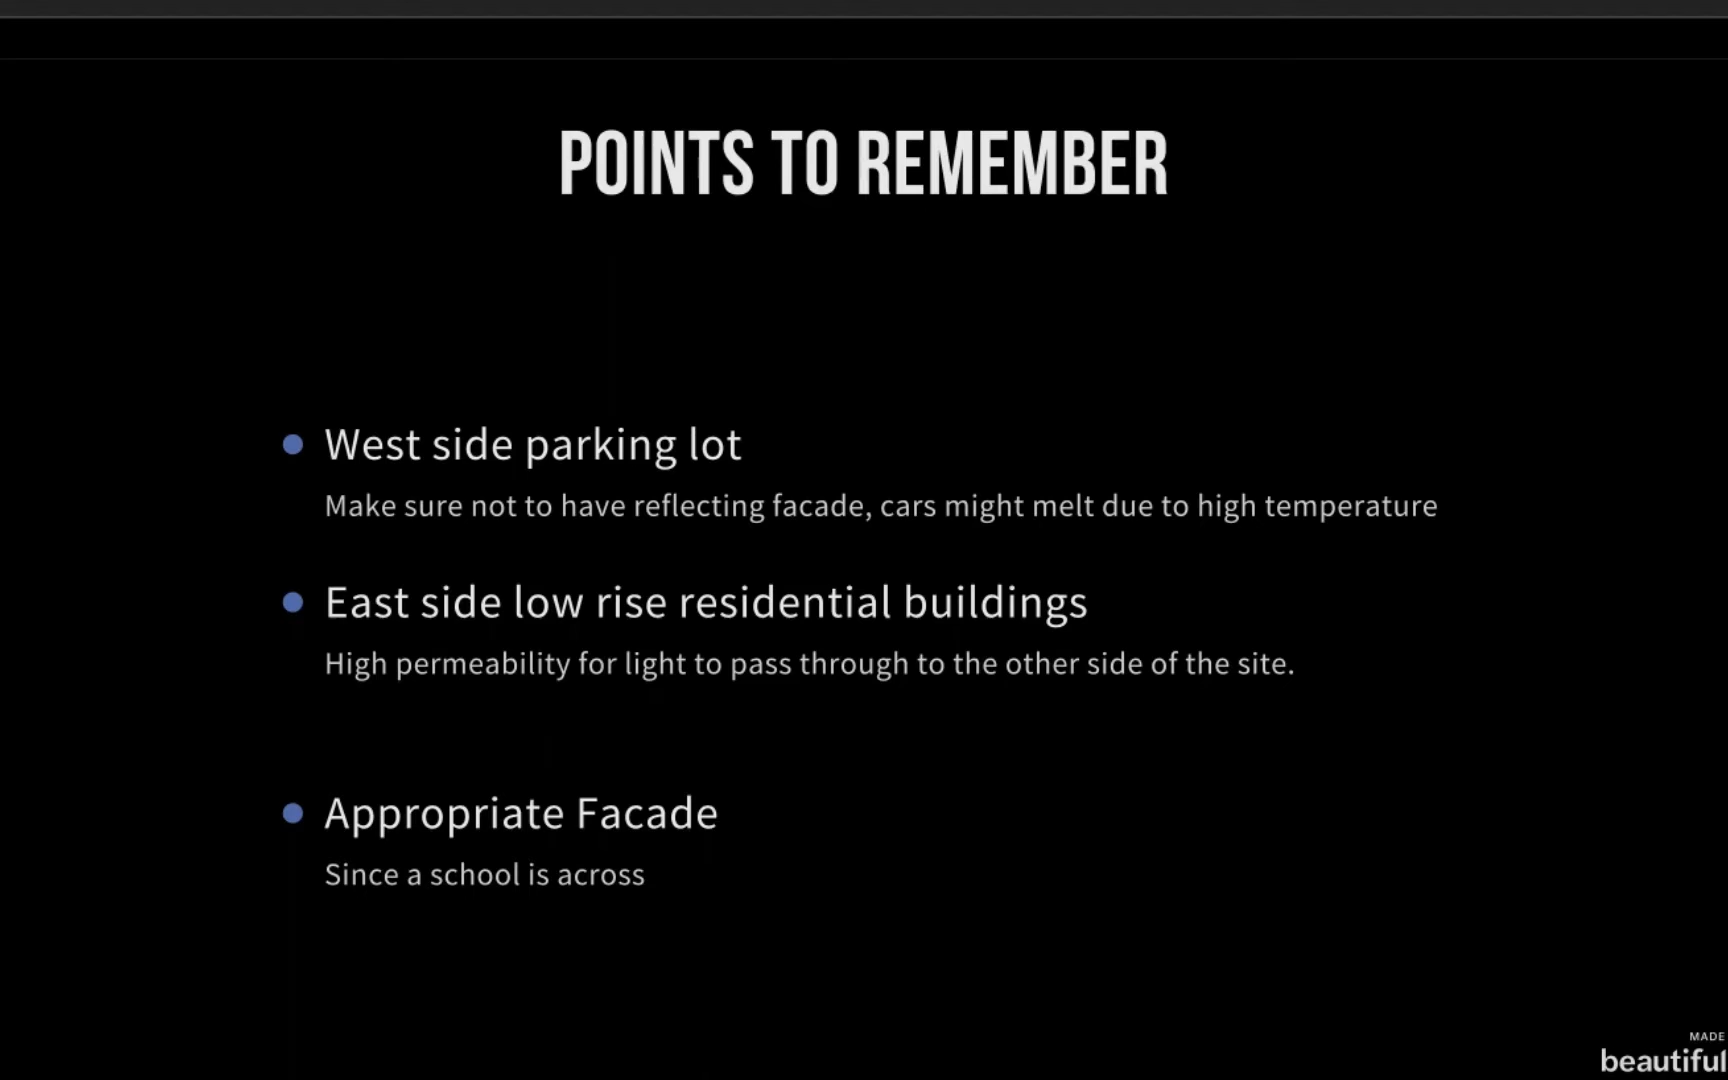 POINTS TO REMEMBER
West side parking lot
Make sure not to have reflecting facade, cars might melt due to high temperature
East side low rise residential buildings
High permeability for light to pass through to the other side of the site.
Appropriate Facade
Since a school is across
MADE
beautiful